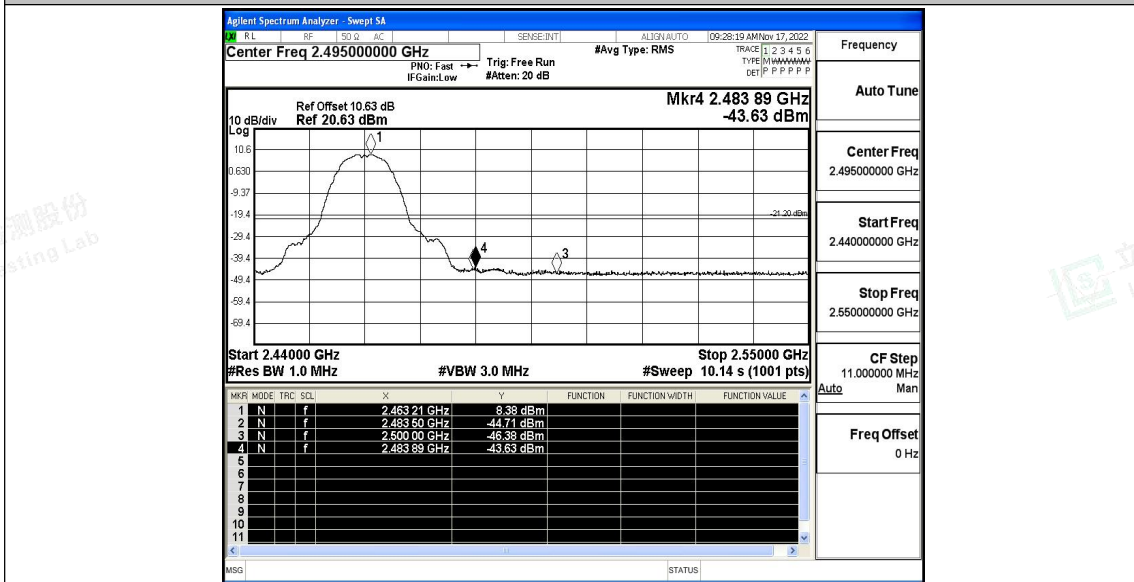 Agilent Spectrum Analyzer - Swept SA
LXI RL RF 50 Ω AC SENSE:INT ALIGN AUTO 09:28:19 AM Nov 17, 2022
Center Freq 2.495000000 GHz
#Avg Type: RMS
TRACE 1 2 3 4 5 6
TYPE M
DET P P P P P P
PNO: Fast
IFGain:Low
Trig: Free Run
#Atten: 20 dB
Mkr4 2.483 89 GHz
-43.63 dBm
10 dB/div
Log
Ref Offset 10.63 dB
Ref 20.63 dBm
10.6
0.630
-9.37
-19.4
-29.4
-39.4
-49.4
-59.4
-69.4
1
4
3
-21.20 dBm
Start 2.44000 GHz
Stop 2.55000 GHz
#Res BW 1.0 MHz
#VBW 3.0 MHz
#Sweep 10.14 s (1001 pts)
MKR MODE TRC SCL X Y FUNCTION FUNCTION WIDTH FUNCTION VALUE
1 N f 2.463 21 GHz 8.38 dBm
2 N f 2.483 50 GHz -44.71 dBm
3 N f 2.500 00 GHz -46.38 dBm
4 N f 2.483 89 GHz -43.63 dBm
5
6
7
8
9
10
11
MSG
STATUS
Frequency
Auto Tune
Center Freq
2.495000000 GHz
Start Freq
2.440000000 GHz
Stop Freq
2.550000000 GHz
CF Step
11.000000 MHz
Auto Man
Freq Offset
0 Hz
测股份
sting Lab
立